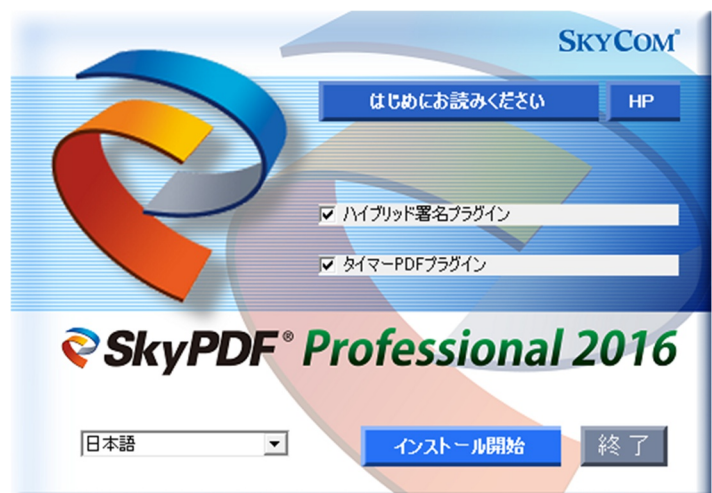 SKYCOM®
はじめにお読みください
HP
ハイブリッド署名プラグイン
タイマーPDFプラグイン
SkyPDF® Professional 2016
日本語
インストール開始
終了